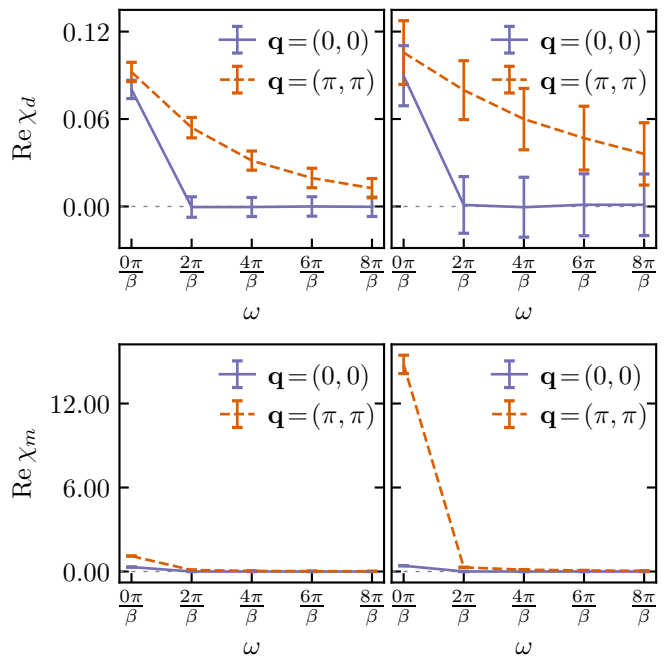 Re χ_d
0.12
0.06
0.00
q = (0, 0)
q = (π, π)
0π/β 2π/β 4π/β 6π/β 8π/β
ω
q = (0, 0)
q = (π, π)
0π/β 2π/β 4π/β 6π/β 8π/β
ω
Re χ_m
12.00
6.00
0.00
q = (0, 0)
q = (π, π)
0π/β 2π/β 4π/β 6π/β 8π/β
ω
q = (0, 0)
q = (π, π)
0π/β 2π/β 4π/β 6π/β 8π/β
ω